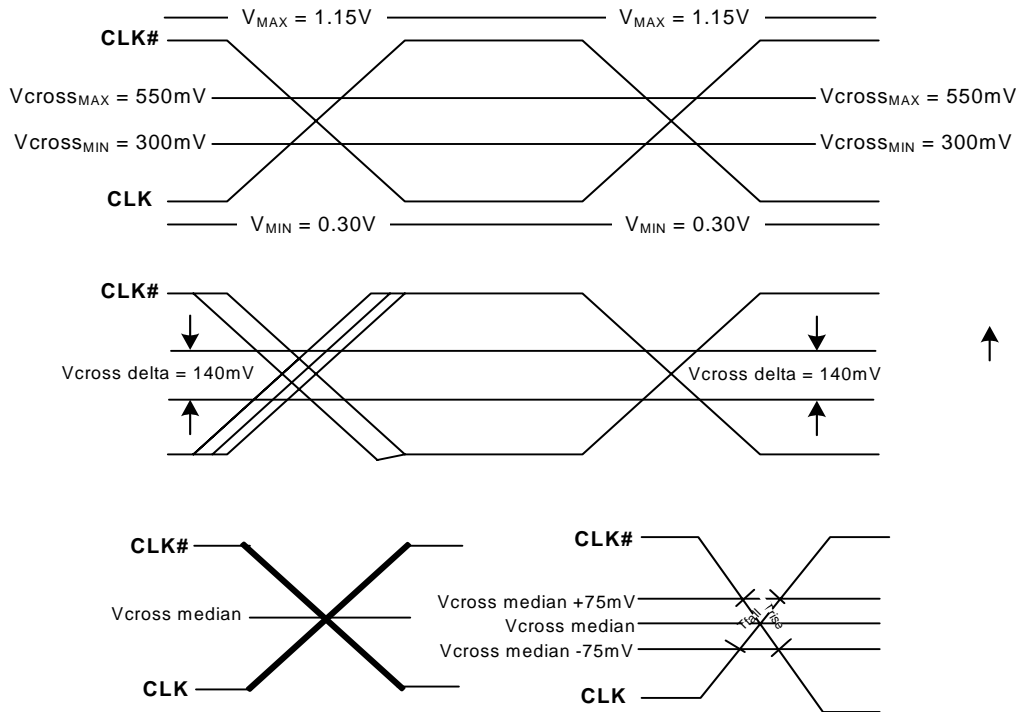 V_MAX = 1.15V V_MAX = 1.15V
CLK#
Vcross_MAX = 550mV Vcross_MAX = 550mV
Vcross_MIN = 300mV Vcross_MIN = 300mV
CLK
V_MIN = 0.30V V_MIN = 0.30V
CLK#
Vcross delta = 140mV Vcross delta = 140mV
CLK#
Vcross median
CLK
CLK#
Vcross median +75mV
Vcross median
Vcross median -75mV
Tfall Trise
CLK